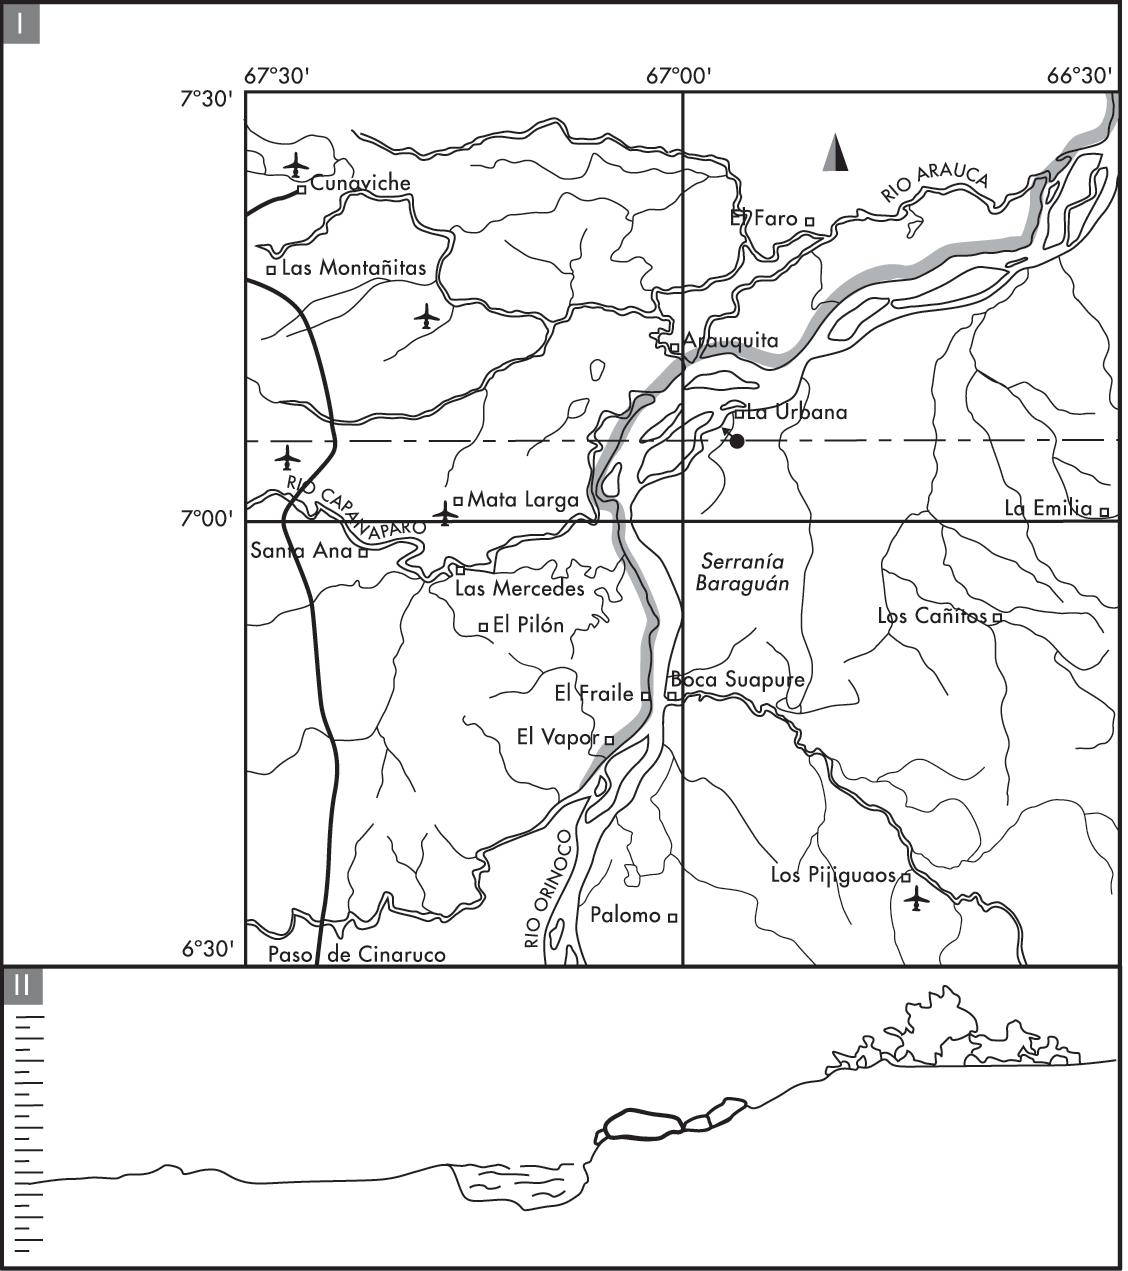 I
67°30' 67°00' 66°30'
7°30'
Cunaviche
RIO ARAUCA
El Faro
Las Montañitas
Arauquita
La Urbana
RIO CAPANAPARO
Mata Larga
La Emilia
7°00'
Santa Ana
Serranía
Baraguán
Las Mercedes
Los Cañitos
El Pilón
Boca Suapure
El Fraile
El Vapor
RIO ORINOCO
Los Pijiguaos
Palomo
6°30'
Paso de Cinaruco
II